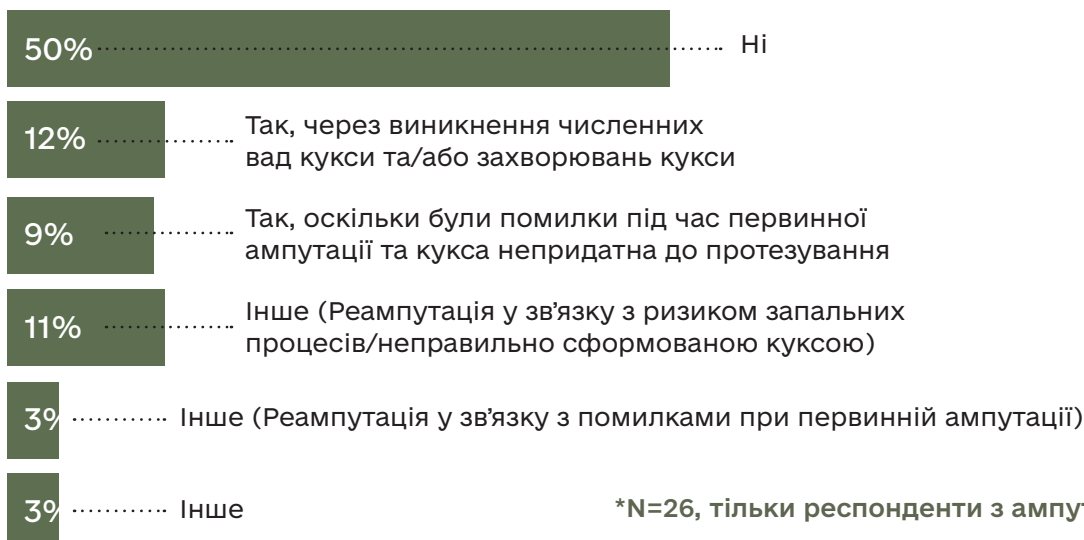 50% Ні
12% Так, через виникнення численних
вад кукси та/або захворювань кукси
9% Так, оскільки були помилки під час первинної
ампутації та кукса непридатна до протезування
11% Інше (Реампутація у зв’язку з ризиком запальних
процесів/неправильно сформованою куксою)
3% Інше (Реампутація у зв’язку з помилками при первинній ампутації)
3% Інше
*N=26, тільки респонденти з